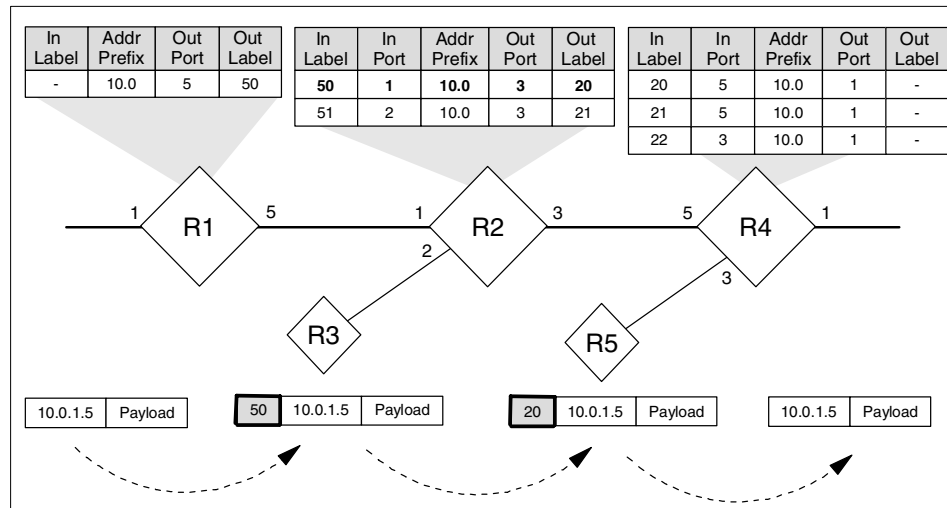 In Label Addr Prefix Out Port Out Label
- 10.0 5 50
In Label In Port Addr Prefix Out Port Out Label
50 1 10.0 3 20
51 2 10.0 3 21
In Label In Port Addr Prefix Out Port Out Label
20 5 10.0 1 -
21 5 10.0 1 -
22 3 10.0 1 -
1 R1 5 1 R2 3 5 R4 1
2 3
R3 R5
10.0.1.5 Payload
50 10.0.1.5 Payload
20 10.0.1.5 Payload
10.0.1.5 Payload